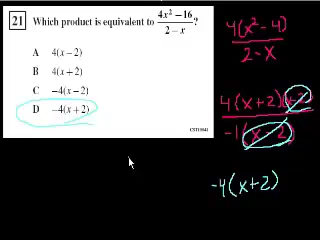 21 Which product is equivalent to (4x² − 16)/(2 − x)?
A 4(x − 2)
B 4(x + 2)
C −4(x − 2)
D −4(x + 2)
4(x² − 4)
2 − x
4(x + 2)(x − 2)
−1(x − 2)
−4(x + 2)